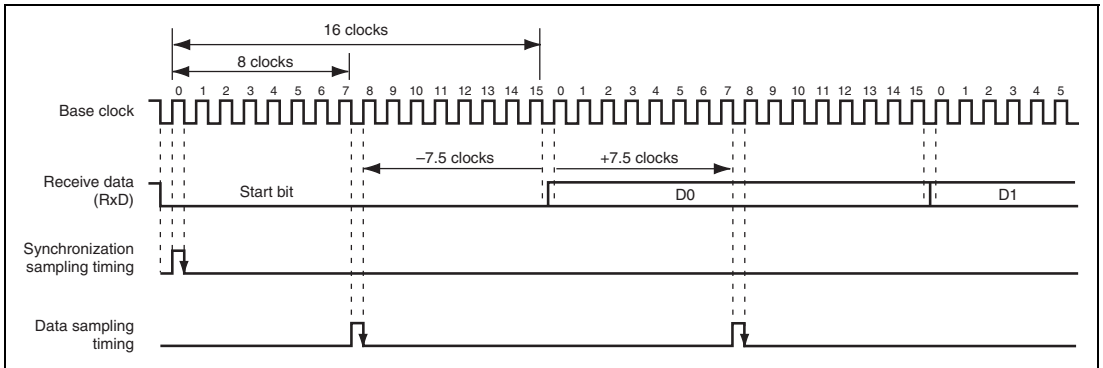 16 clocks
8 clocks
0 1 2 3 4 5 6 7 8 9 10 11 12 13 14 15 0 1 2 3 4 5 6 7 8 9 10 11 12 13 14 15 0 1 2 3 4 5
Base clock
–7.5 clocks +7.5 clocks
Receive data
(RxD)
Start bit D0 D1
Synchronization
sampling timing
Data sampling
timing